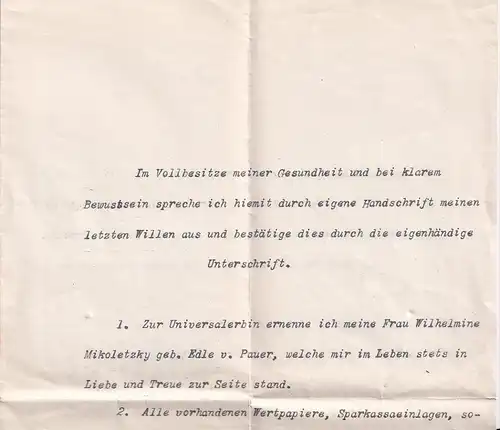 Im Vollbesitze meiner Gesundheit und bei klarem
Bewustsein spreche ich hiemit durch eigene Handschrift meinen
letzten Willen aus und bestätige dies durch die eigenhändige
Unterschrift.
1. Zur Universalerbin ernenne ich meine Frau Wilhelmine
Mikoletzky geb. Edle v. Pauer, welche mir im Leben stets in
Liebe und Treue zur Seite stand.
2. Alle vorhandenen Wertpapiere, Sparkassaeinlagen, so-